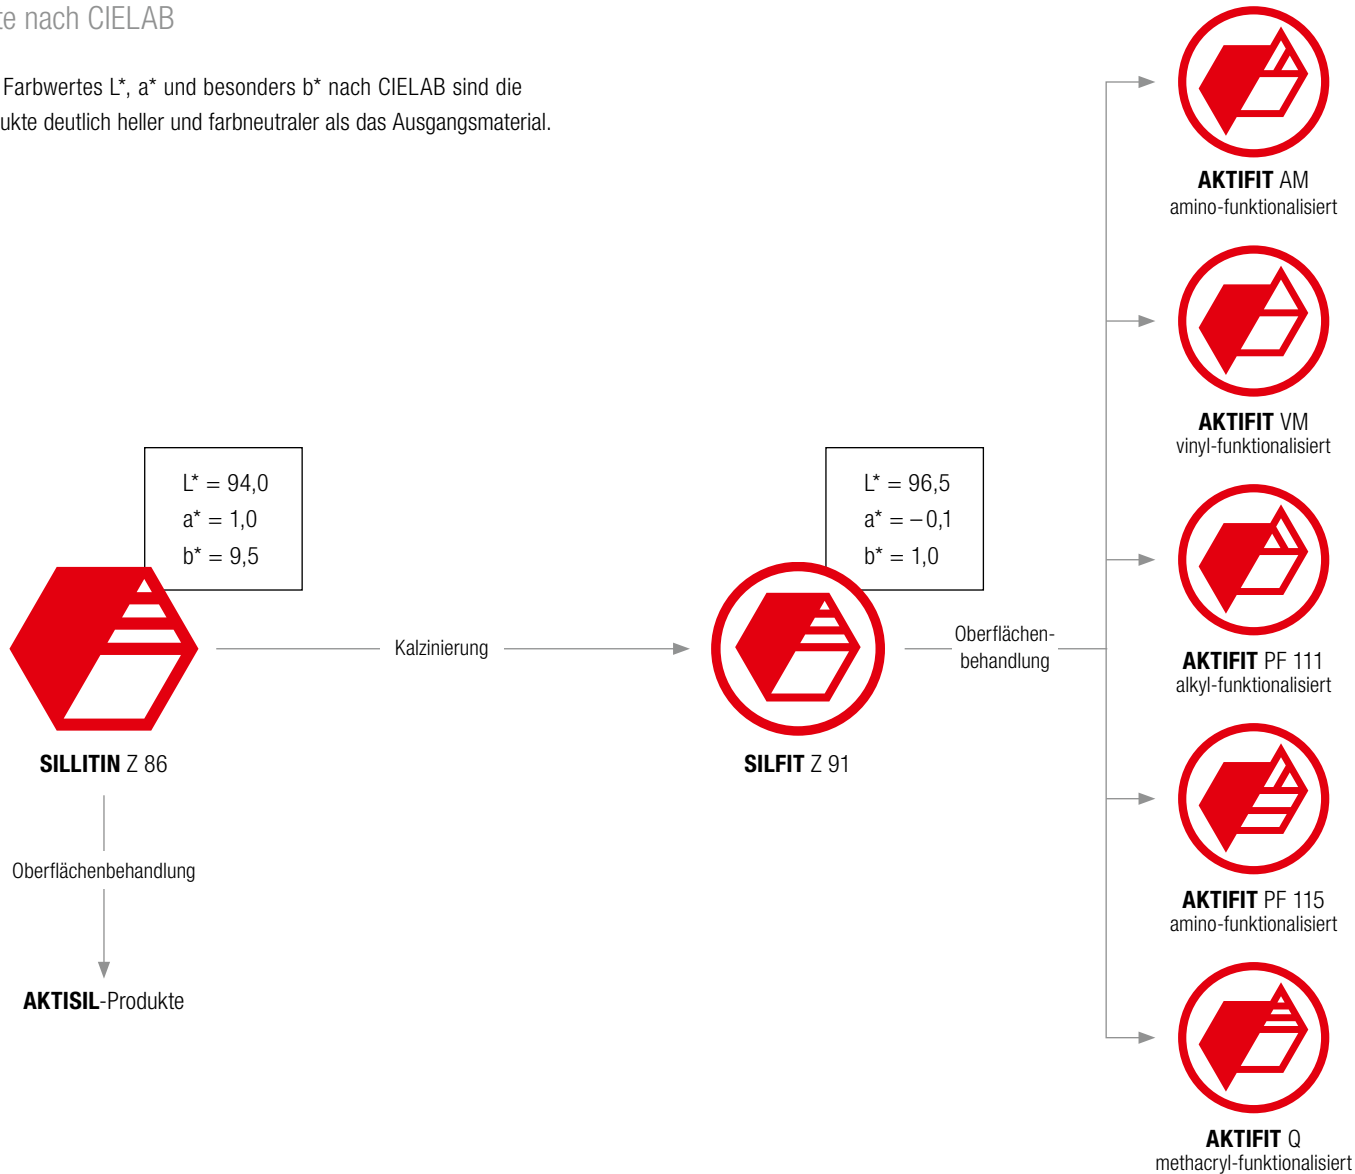 te nach CIELAB
Farbwertes L*, a* und besonders b* nach CIELAB sind die
ukte deutlich heller und farbneutraler als das Ausgangsmaterial.
L* = 94,0
a* = 1,0
b* = 9,5
SILLITIN Z 86
Kalzinierung
L* = 96,5
a* = –0,1
b* = 1,0
SILFIT Z 91
Oberflächen-
behandlung
Oberflächenbehandlung
AKTISIL-Produkte
AKTIFIT AM
amino-funktionalisiert
AKTIFIT VM
vinyl-funktionalisiert
AKTIFIT PF 111
alkyl-funktionalisiert
AKTIFIT PF 115
amino-funktionalisiert
AKTIFIT Q
methacryl-funktionalisiert